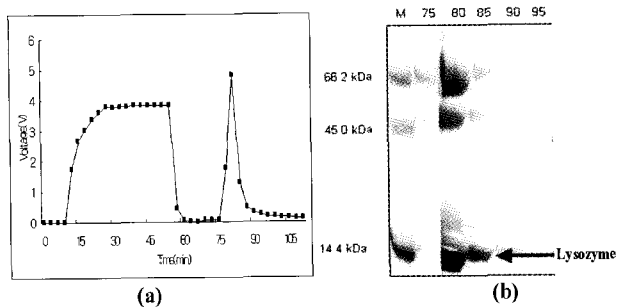 6
5
4
3
2
1
0
Voltage(V)
0 15 30 45 60 75 90 105
Time(min)
(a)
M 75 80 85 90 95
66.2 kDa
45.0 kDa
14.4 kDa
Lysozyme
(b)